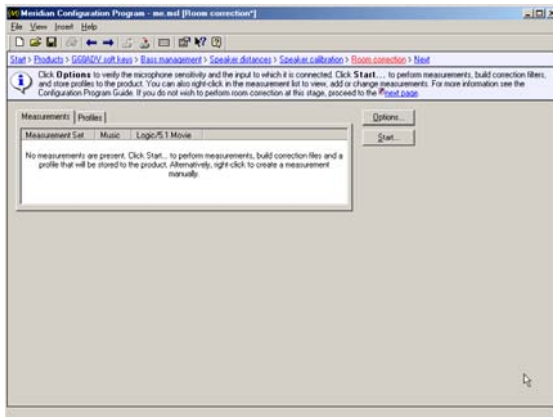 Meridian Configuration Program - me.msl [Room correction*]
File View Insert Help
Start > Products > G68ADV soft keys > Bass management > Speaker distances > Speaker calibration > Room correction > Next
Click Options to verify the microphone sensitivity and the input to which it is connected. Click Start... to perform measurements, build correction filters,
and store profiles to the product. You can also right-click in the measurement list to view, add or change measurements. For more information see the
Configuration Program Guide. If you do not wish to perform room correction at this stage, proceed to the next page.
Measurements Profiles
Options...
Measurement Set Music Logic/5.1 Movie
Start...
No measurements are present. Click Start... to perform measurements, build correction files and a
profile that will be stored to the product. Alternatively, right-click to create a measurement
manually.